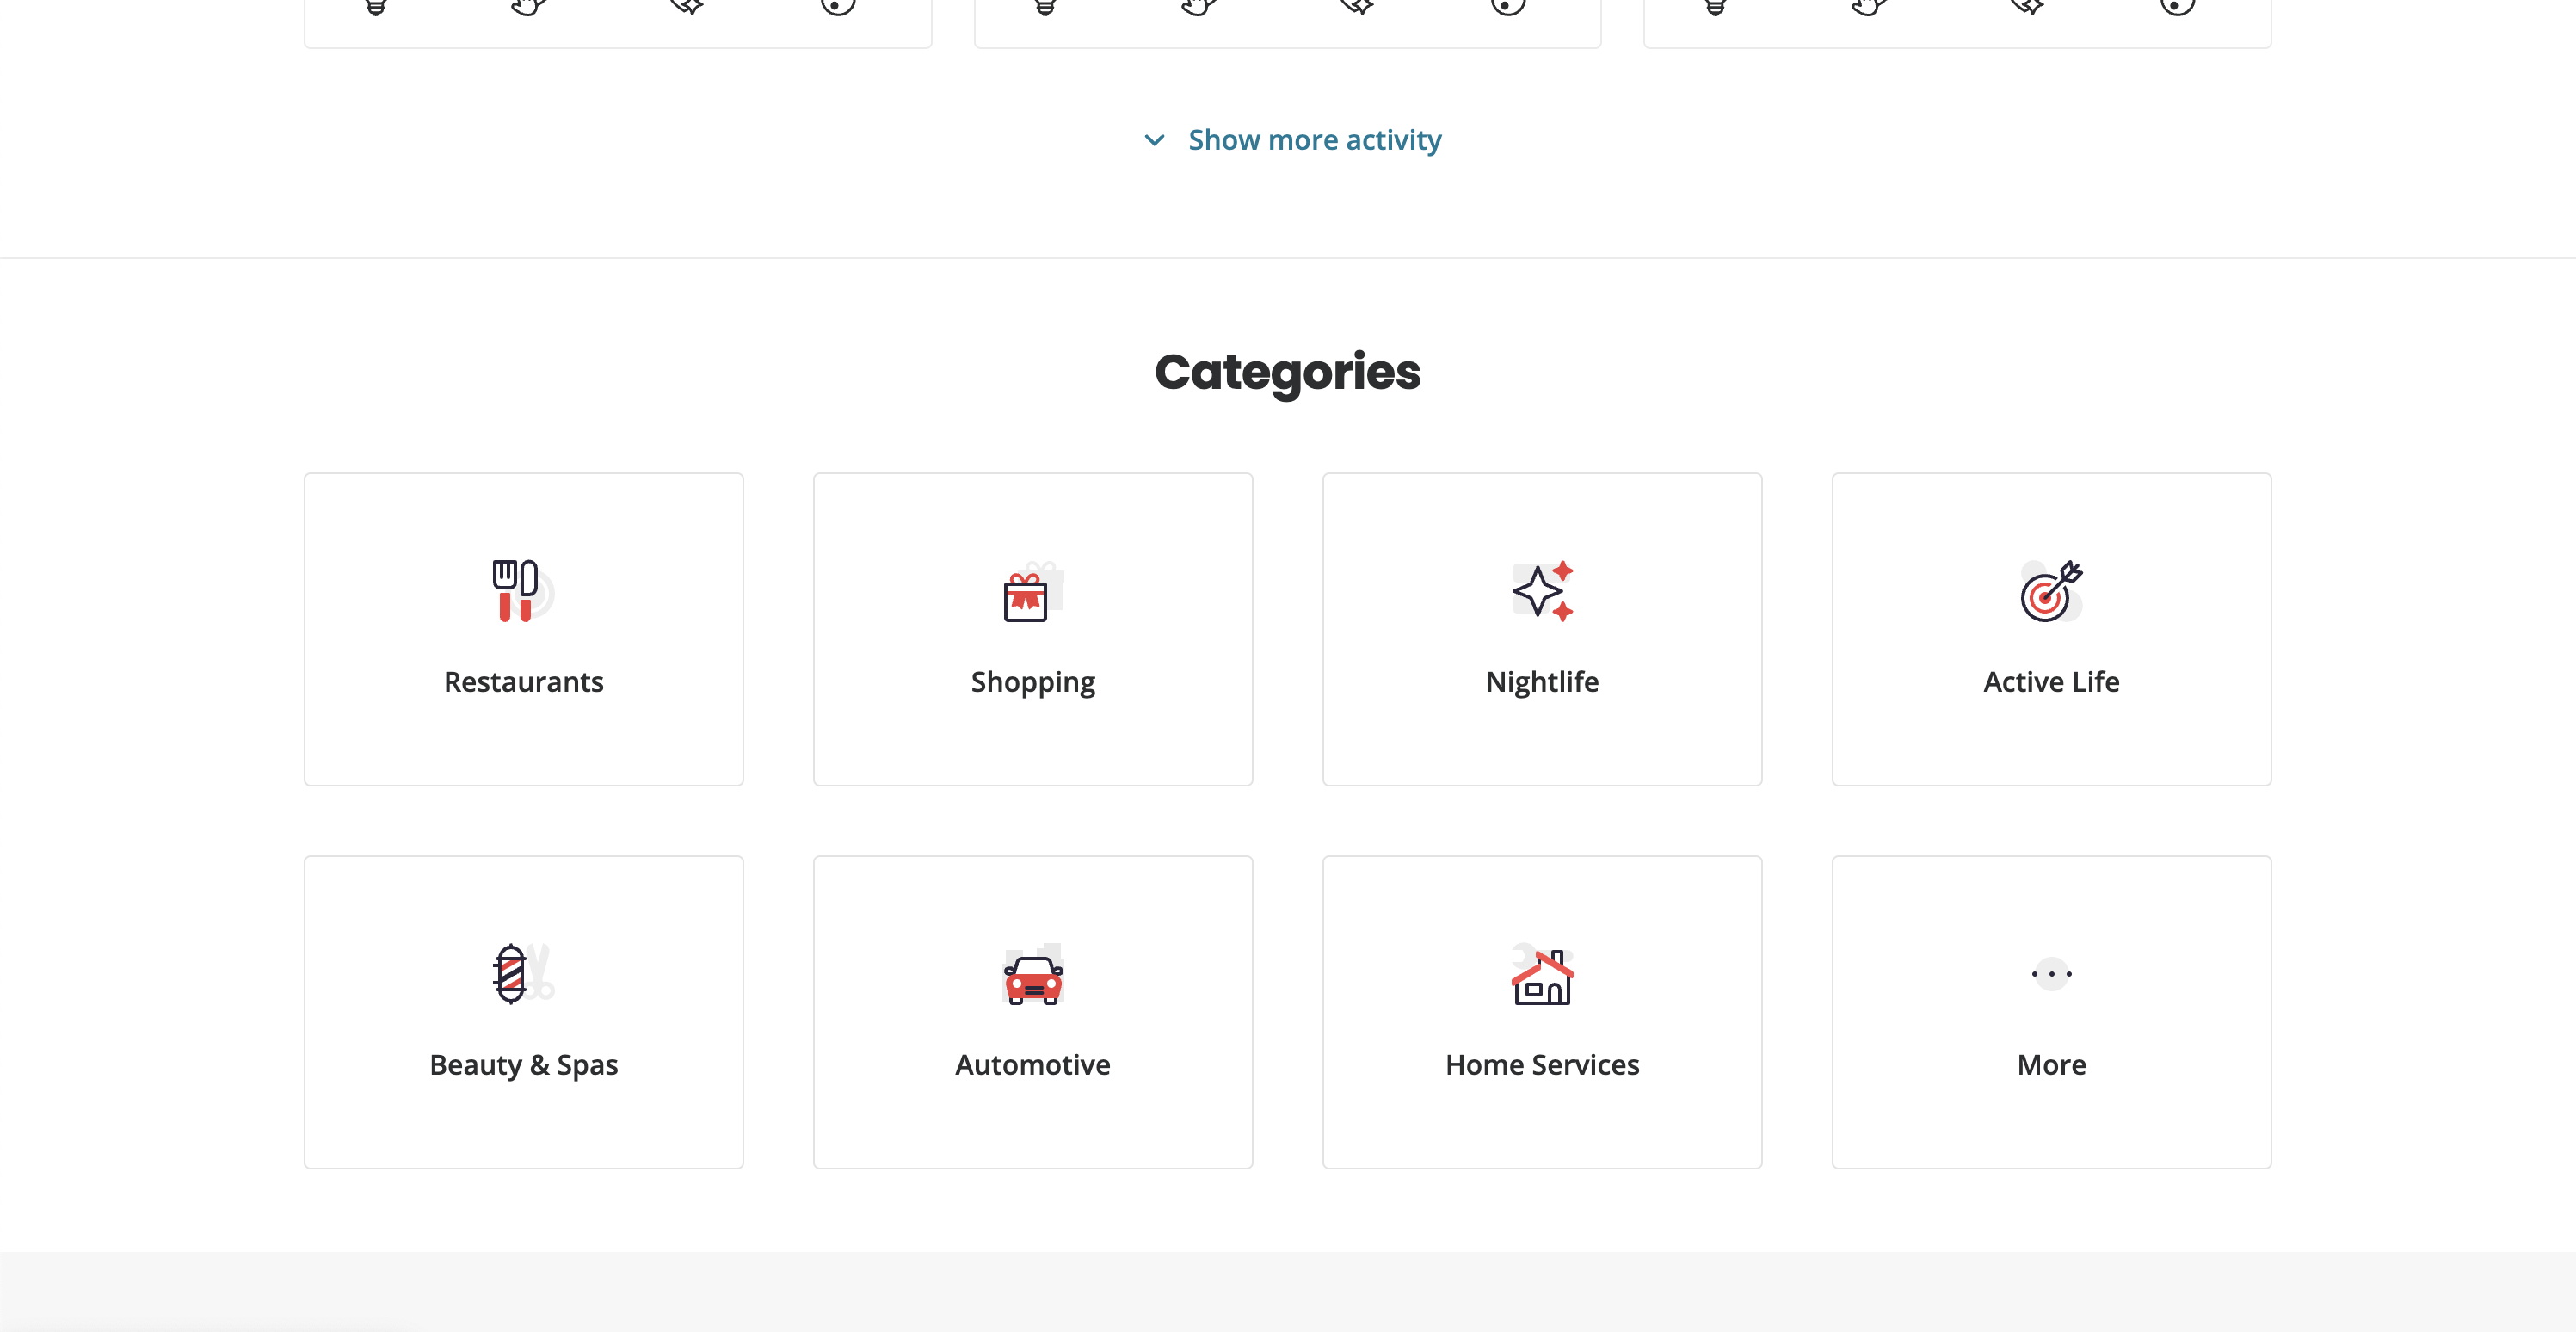 Show more activity
Categories
Restaurants
Shopping
Nightlife
Active Life
Beauty & Spas
Automotive
Home Services
More